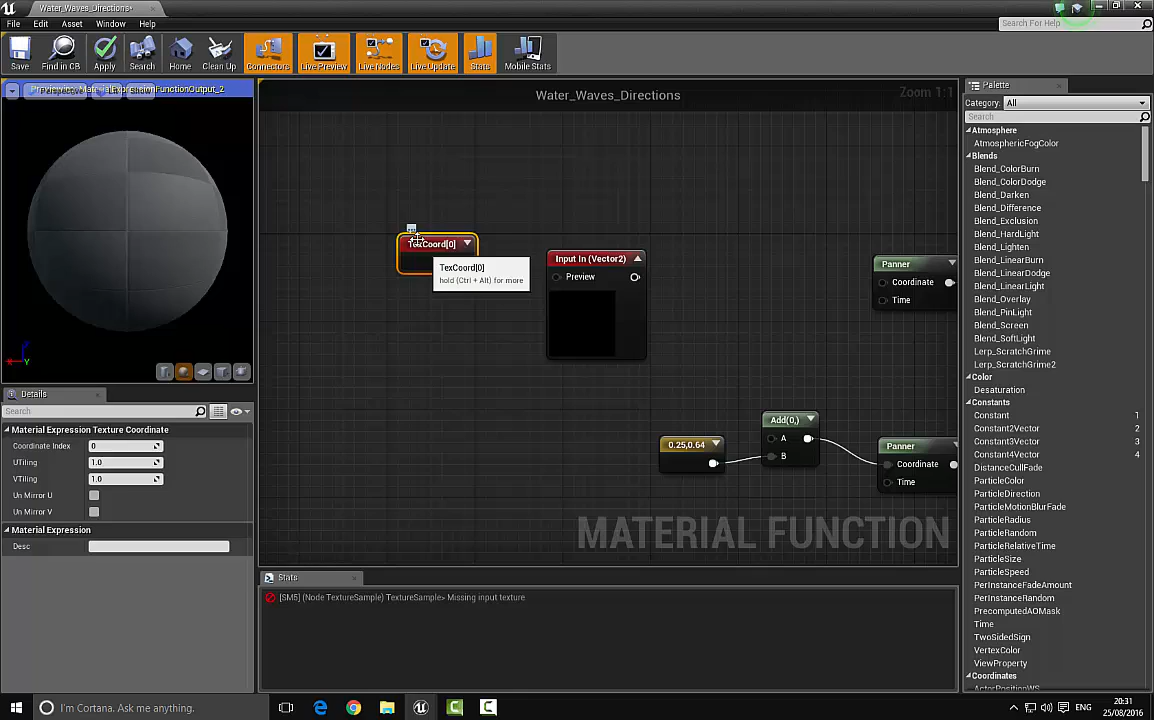 Water_Waves_Directions*
File Edit Asset Window Help
Search For Help
Save Find in CB Apply Search Home Clean Up Connectors Live Preview Live Nodes Live Update Stats Mobile Stats
Previewing: MaterialExpressionFunctionOutput_2
Water_Waves_Directions
Zoom 1:1
TexCoord[0]
TexCoord[0]
hold (Ctrl + Alt) for more
Input In (Vector2)
Preview
Panner
Coordinate
Time
0.25,0.64
Add(0,)
A
B
Panner
Coordinate
Time
MATERIAL FUNCTION
Details
Search
Material Expression Texture Coordinate
Coordinate Index 0
UTiling 1.0
VTiling 1.0
Un Mirror U
Un Mirror V
Material Expression
Desc
Stats
[SM5] (Node TextureSample) TextureSample> Missing input texture
Palette
Category: All
Search
Atmosphere
AtmosphericFogColor
Blends
Blend_ColorBurn
Blend_ColorDodge
Blend_Darken
Blend_Difference
Blend_Exclusion
Blend_HardLight
Blend_Lighten
Blend_LinearBurn
Blend_LinearDodge
Blend_LinearLight
Blend_Overlay
Blend_PinLight
Blend_Screen
Blend_SoftLight
Lerp_ScratchGrime
Lerp_ScratchGrime2
Color
Desaturation
Constants
Constant 1
Constant2Vector 2
Constant3Vector 3
Constant4Vector 4
DistanceCullFade
ParticleColor
ParticleDirection
ParticleMotionBlurFade
ParticleRadius
ParticleRandom
ParticleRelativeTime
ParticleSize
ParticleSpeed
PerInstanceFadeAmount
PerInstanceRandom
PrecomputedAOMask
Time
TwoSidedSign
VertexColor
ViewProperty
Coordinates
ActorPositionWS
I'm Cortana. Ask me anything.
ENG
20:31
25/08/2016